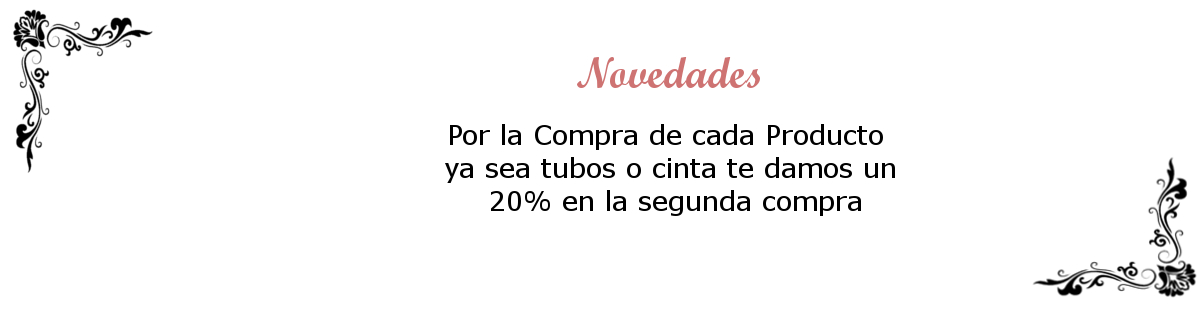 Novedades
Por la Compra de cada Producto
ya sea tubos o cinta te damos un
20% en la segunda compra